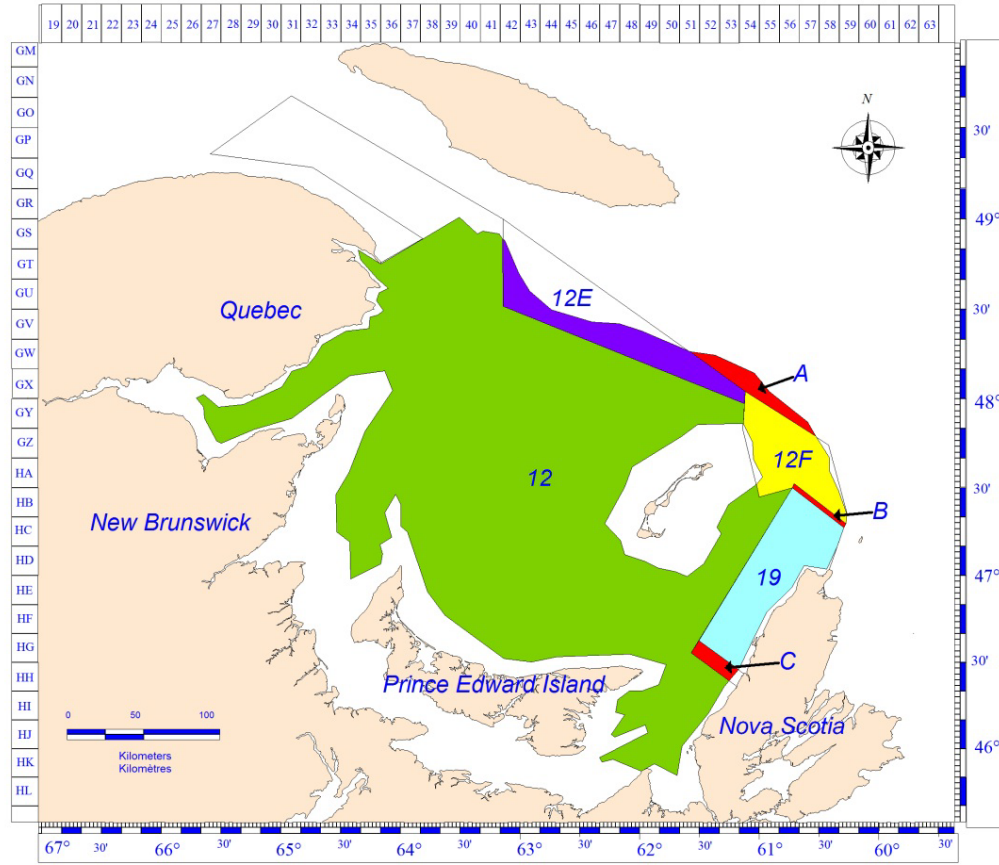 19 20 21 22 23 24 25 26 27 28 29 30 31 32 33 34 35 36 37 38 39 40 41 42 43 44 45 46 47 48 49 50 51 52 53 54 55 56 57 58 59 60 61 62 63
GM
GN
GO
GP
GQ
GR
GS
GT
GU
GV
GW
GX
GY
GZ
HA
HB
HC
HD
HE
HF
HG
HH
HI
HJ
HK
HL
N
30'
49°
30'
48°
30'
47°
30'
46°
Quebec
12E
A
12F
12
B
New Brunswick
19
C
Prince Edward Island
Nova Scotia
0 50 100
Kilometers
Kilomètres
67° 30' 66° 30' 65° 30' 64° 30' 63° 30' 62° 30' 61° 30' 60° 30'